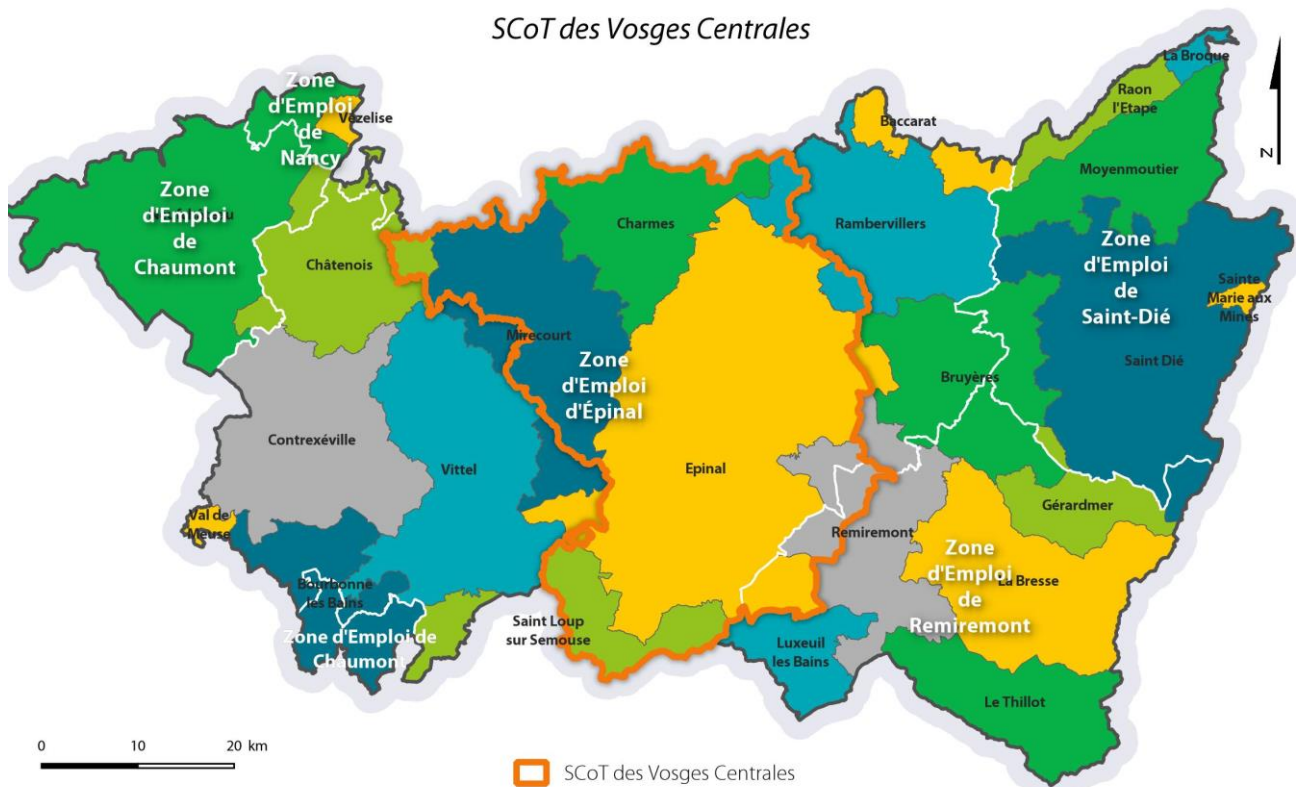 SCoT des Vosges Centrales
La Broque
Zone
d'Emploi
de
Nancy
Vézelise
Raon
l'Etape
Baccarat
N
Moyenmoutier
Zone
d'Emploi
de
Chaumont
Charmes
Rambervillers
Châtenois
Zone
d'Emploi
de
Saint-Dié
Sainte
Marie aux
Mines
Mirecourt
Saint Dié
Zone
d'Emploi
d'Épinal
Bruyères
Contrexéville
Vittel
Epinal
Gérardmer
Val de
Meuse
Remiremont
Zone
d'Emploi
de
Remiremont
La Bresse
Bourbonne
les Bains
Zone d'Emploi de
Chaumont
Saint Loup
sur Semouse
Luxeuil
les Bains
Le Thillot
0 10 20 km
SCoT des Vosges Centrales